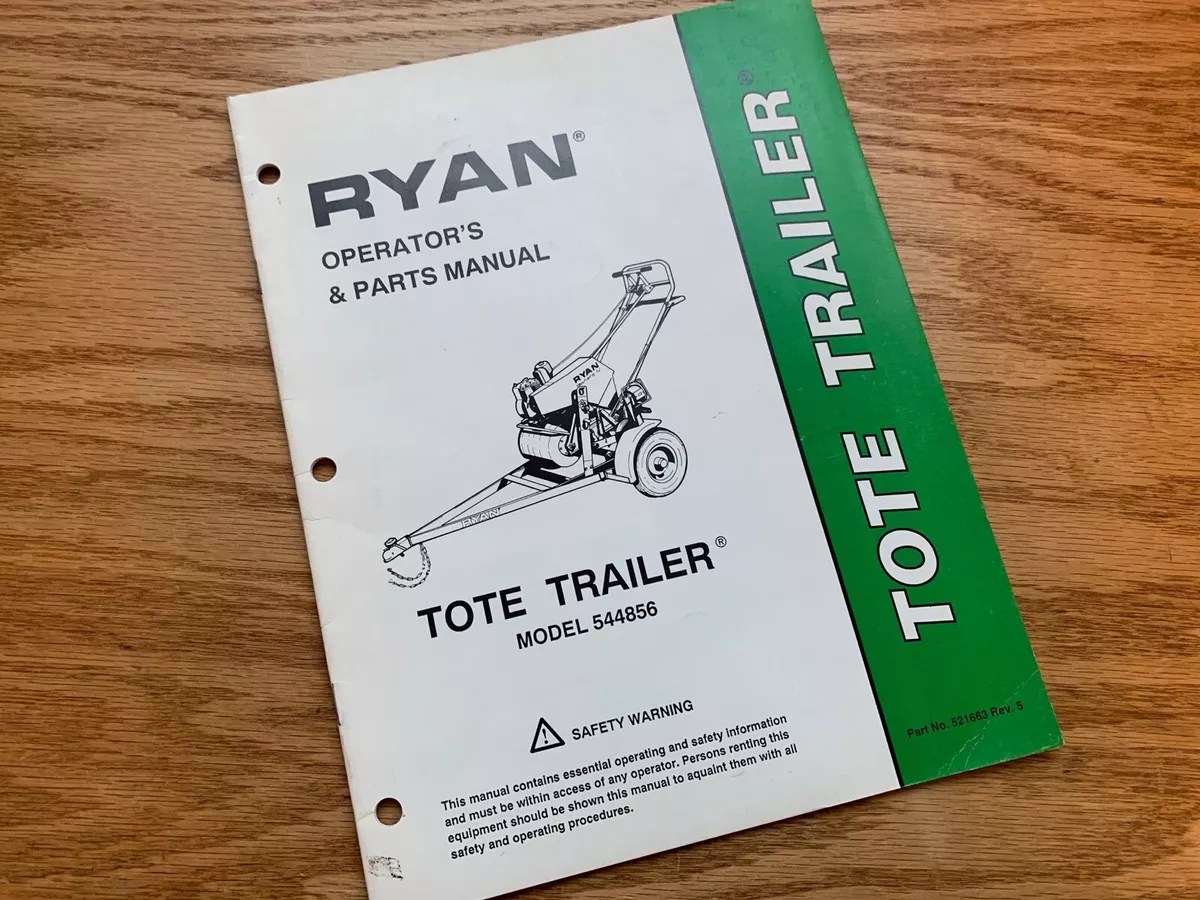 RYAN®
OPERATOR'S
& PARTS MANUAL
RYAN
RYAN
TOTE TRAILER®
MODEL 544856
SAFETY WARNING
This manual contains essential operating and safety information
and must be within access of any operator. Persons renting this
equipment should be shown this manual to aquaint them with all
safety and operating procedures.
TOTE TRAILER®
Part No. 521663 Rev. 5